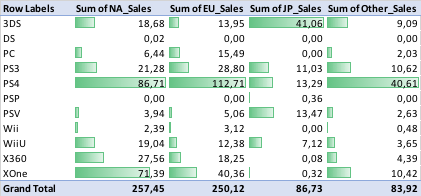 Row Labels Sum of NA_Sales Sum of EU_Sales Sum of JP_Sales Sum of Other_Sales
3DS 18,68 13,95 41,06 9,09
DS 0,02 0,00 0,00 0,00
PC 6,44 15,49 0,00 2,03
PS3 21,28 28,80 11,03 10,62
PS4 86,71 112,71 13,29 40,61
PSP 0,00 0,00 0,36 0,00
PSV 3,94 5,06 13,47 2,63
Wii 2,39 3,12 0,00 0,48
WiiU 19,04 12,38 7,12 3,65
X360 27,56 18,25 0,08 4,39
XOne 71,39 40,36 0,32 10,42
Grand Total 257,45 250,12 86,73 83,92